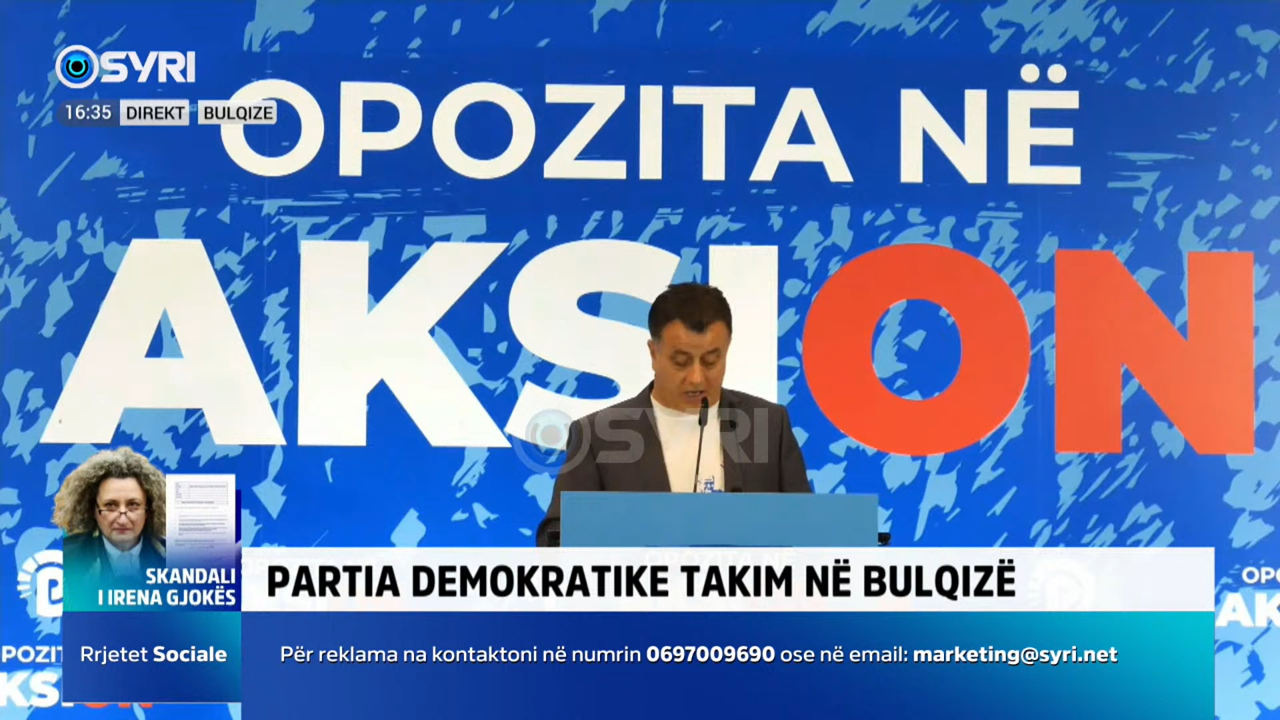 SYRI
16:35 DIREKT BULQIZE
OPOZITA NË
AKSION
SYRI
SKANDALI
I IRENA GJOKËS
PARTIA DEMOKRATIKE TAKIM NË BULQIZË
Rrjetet Sociale
Për reklama na kontaktoni në numrin 0697009690 ose në email: marketing@syri.net